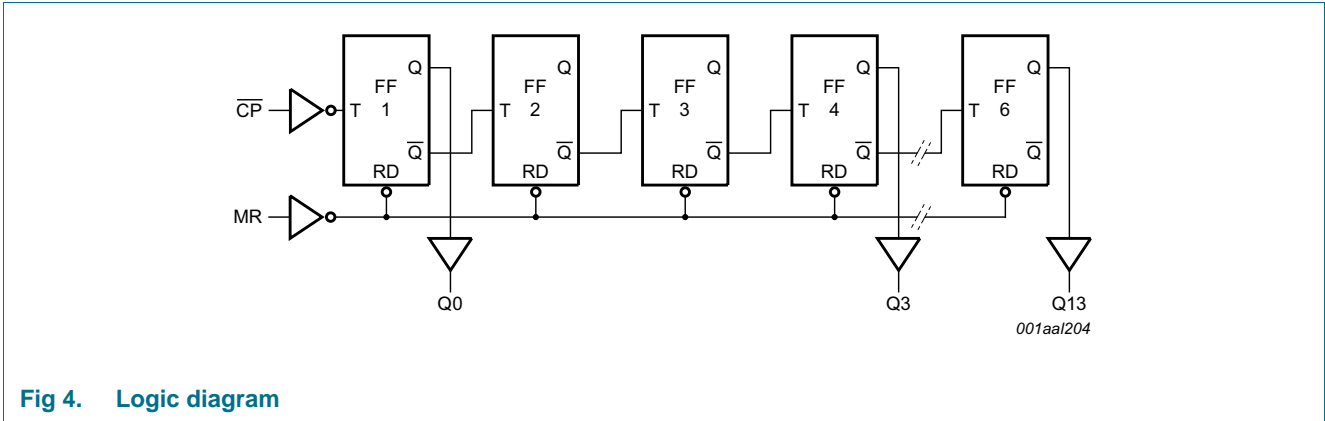 Q Q Q Q Q
FF FF FF FF FF
CP T 1 T 2 T 3 T 4 T 6
Q Q Q Q Q
RD RD RD RD RD
MR
Q0 Q3 Q13
001aal204
Fig 4. Logic diagram